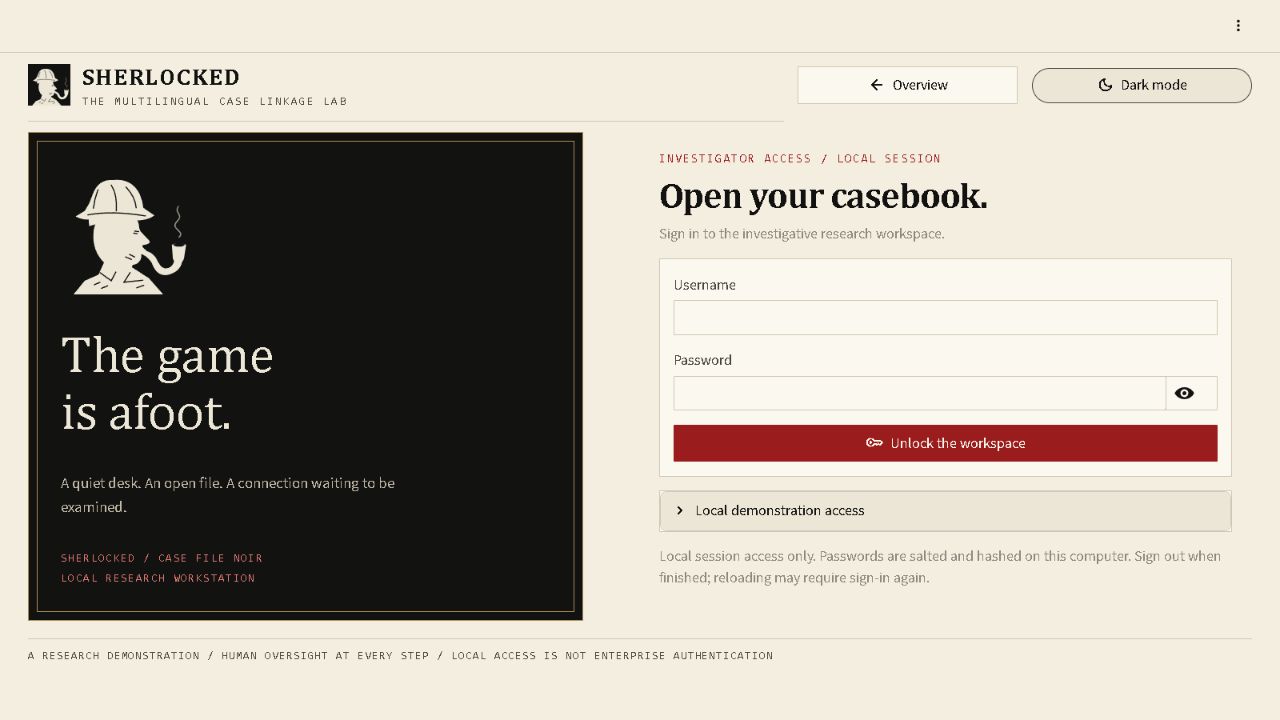 SHERLOCKED
THE MULTILINGUAL CASE LINKAGE LAB
Overview
Dark mode
The game
is afoot.
A quiet desk. An open file. A connection waiting to be
examined.
SHERLOCKED / CASE FILE NOIR
LOCAL RESEARCH WORKSTATION
INVESTIGATOR ACCESS / LOCAL SESSION
Open your casebook.
Sign in to the investigative research workspace.
Username
Password
Unlock the workspace
Local demonstration access
Local session access only. Passwords are salted and hashed on this computer. Sign out when
finished; reloading may require sign-in again.
A RESEARCH DEMONSTRATION / HUMAN OVERSIGHT AT EVERY STEP / LOCAL ACCESS IS NOT ENTERPRISE AUTHENTICATION